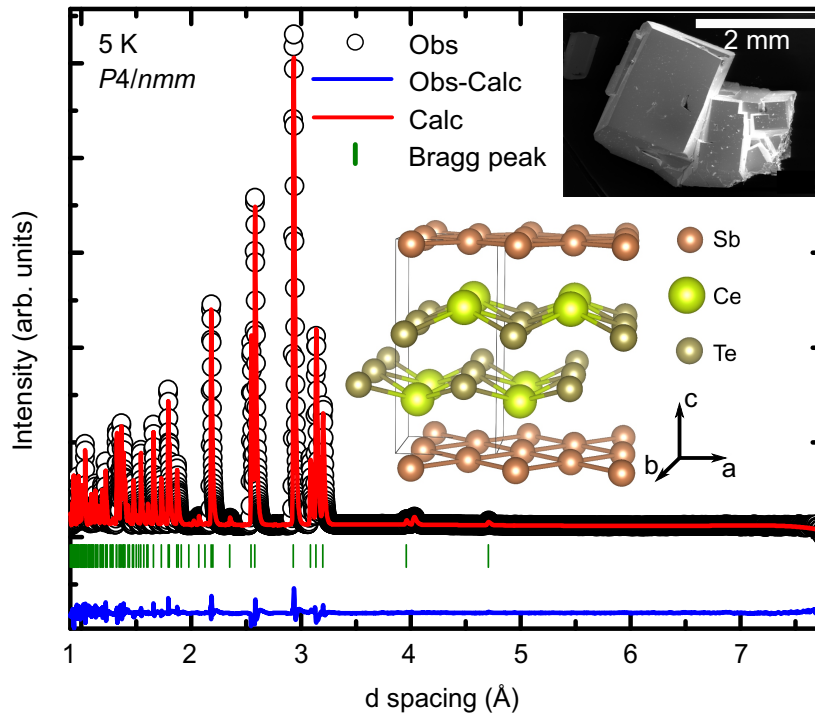 5 K
P4/nmm
Obs
Obs-Calc
Calc
Bragg peak
2 mm
Sb
Ce
Te
c
b
a
Intensity (arb. units)
1 2 3 4 5 6 7
d spacing (Å)